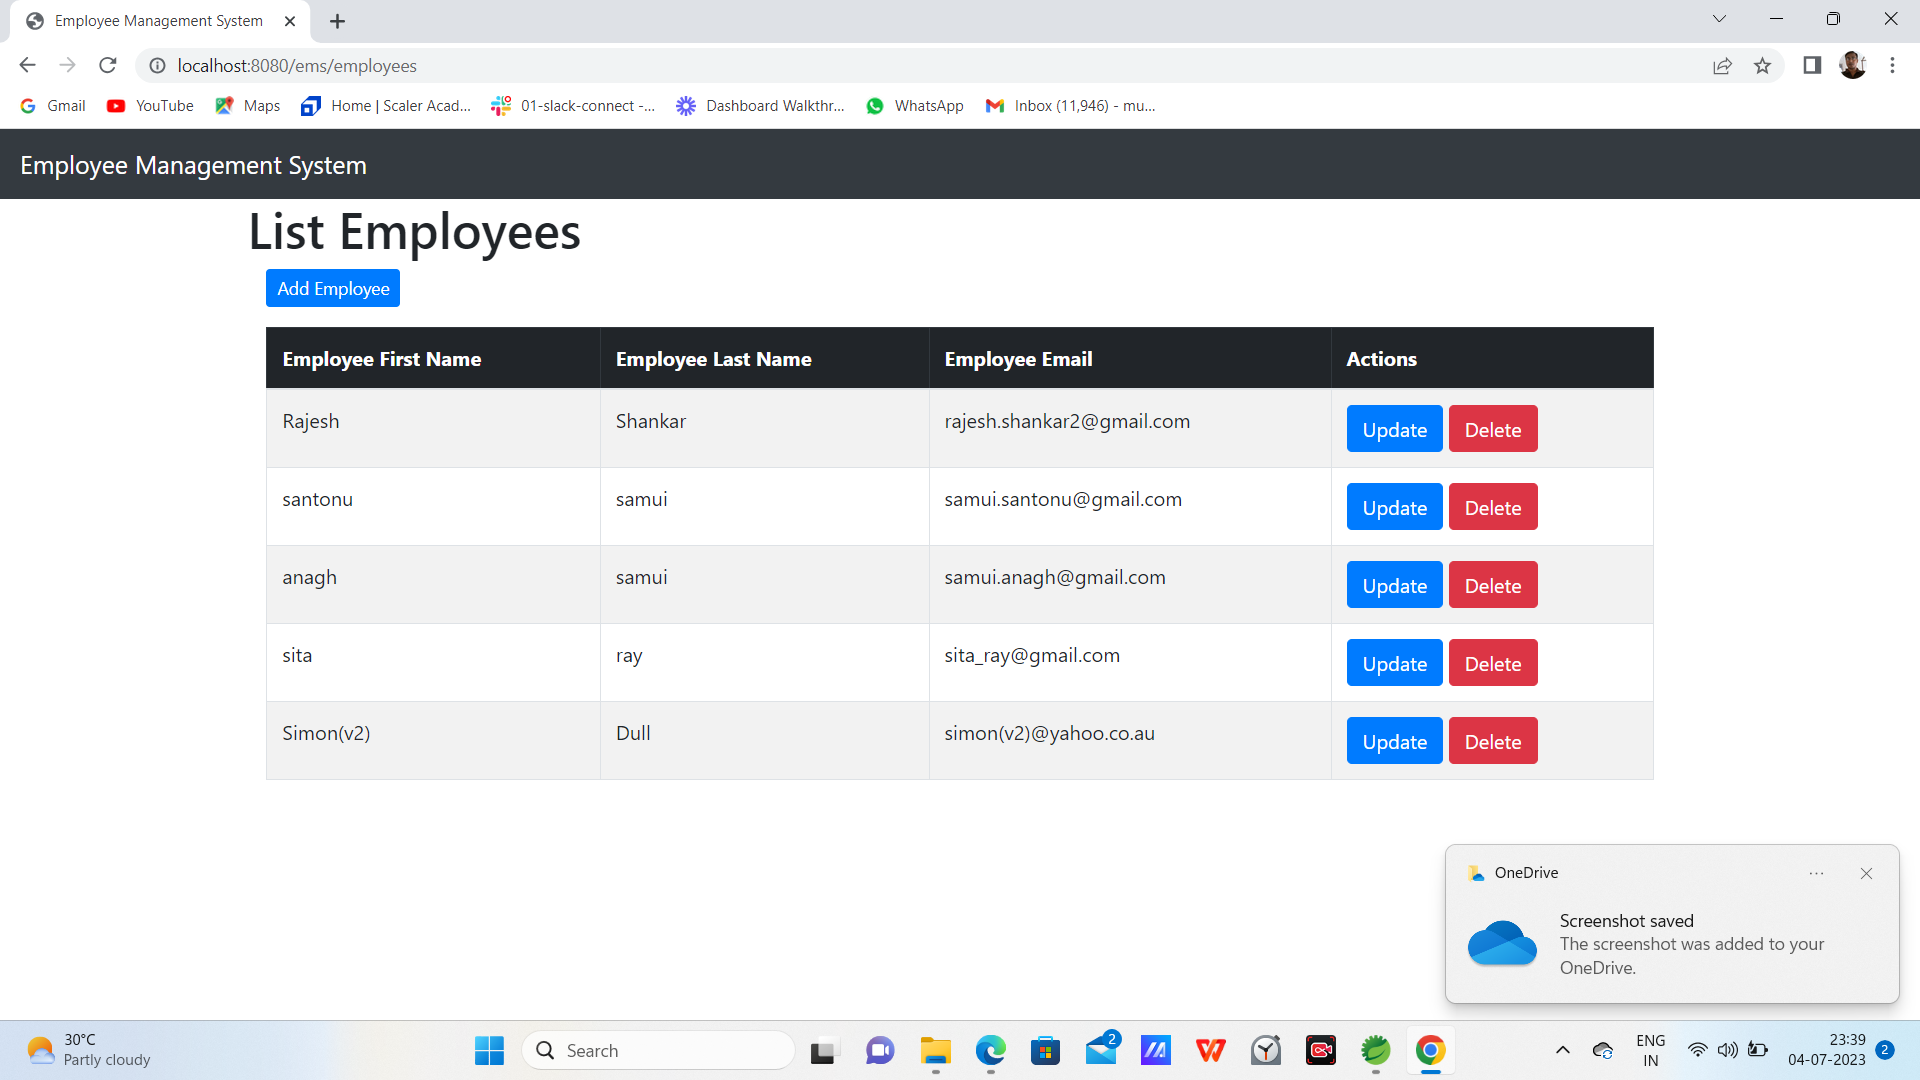 Employee Management System
localhost:8080/ems/employees
Gmail YouTube Maps Home | Scaler Acad... 01-slack-connect -... Dashboard Walkthr... WhatsApp Inbox (11,946) - mu...
Employee Management System
List Employees
Add Employee
Employee First Name Employee Last Name Employee Email Actions
Rajesh Shankar rajesh.shankar2@gmail.com Update Delete
santonu samui samui.santonu@gmail.com Update Delete
anagh samui samui.anagh@gmail.com Update Delete
sita ray sita_ray@gmail.com Update Delete
Simon(v2) Dull simon(v2)@yahoo.co.au Update Delete
OneDrive
Screenshot saved
The screenshot was added to your
OneDrive.
30°C
Partly cloudy
Search
2
ENG
IN
23:39
04-07-2023
2